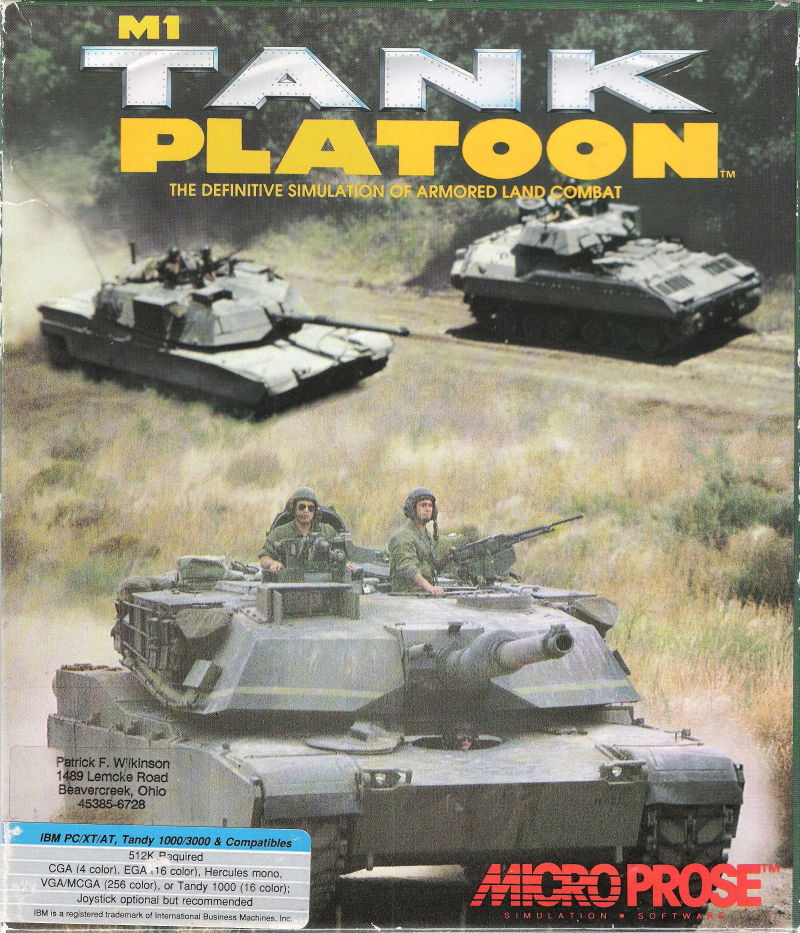 M1
TANK
PLATOON™
THE DEFINITIVE SIMULATION OF ARMORED LAND COMBAT
Patrick F. Wilkinson
1489 Lemcke Road
Beavercreek, Ohio
45385-6728
IBM PC/XT/AT, Tandy 1000/3000 & Compatibles
512K Required
CGA (4 color), EGA (16 color), Hercules mono,
VGA/MCGA (256 color), or Tandy 1000 (16 color);
Joystick optional but recommended
IBM is a registered trademark of International Business Machines, Inc.
MICROPROSE™
SIMULATION • SOFTWARE